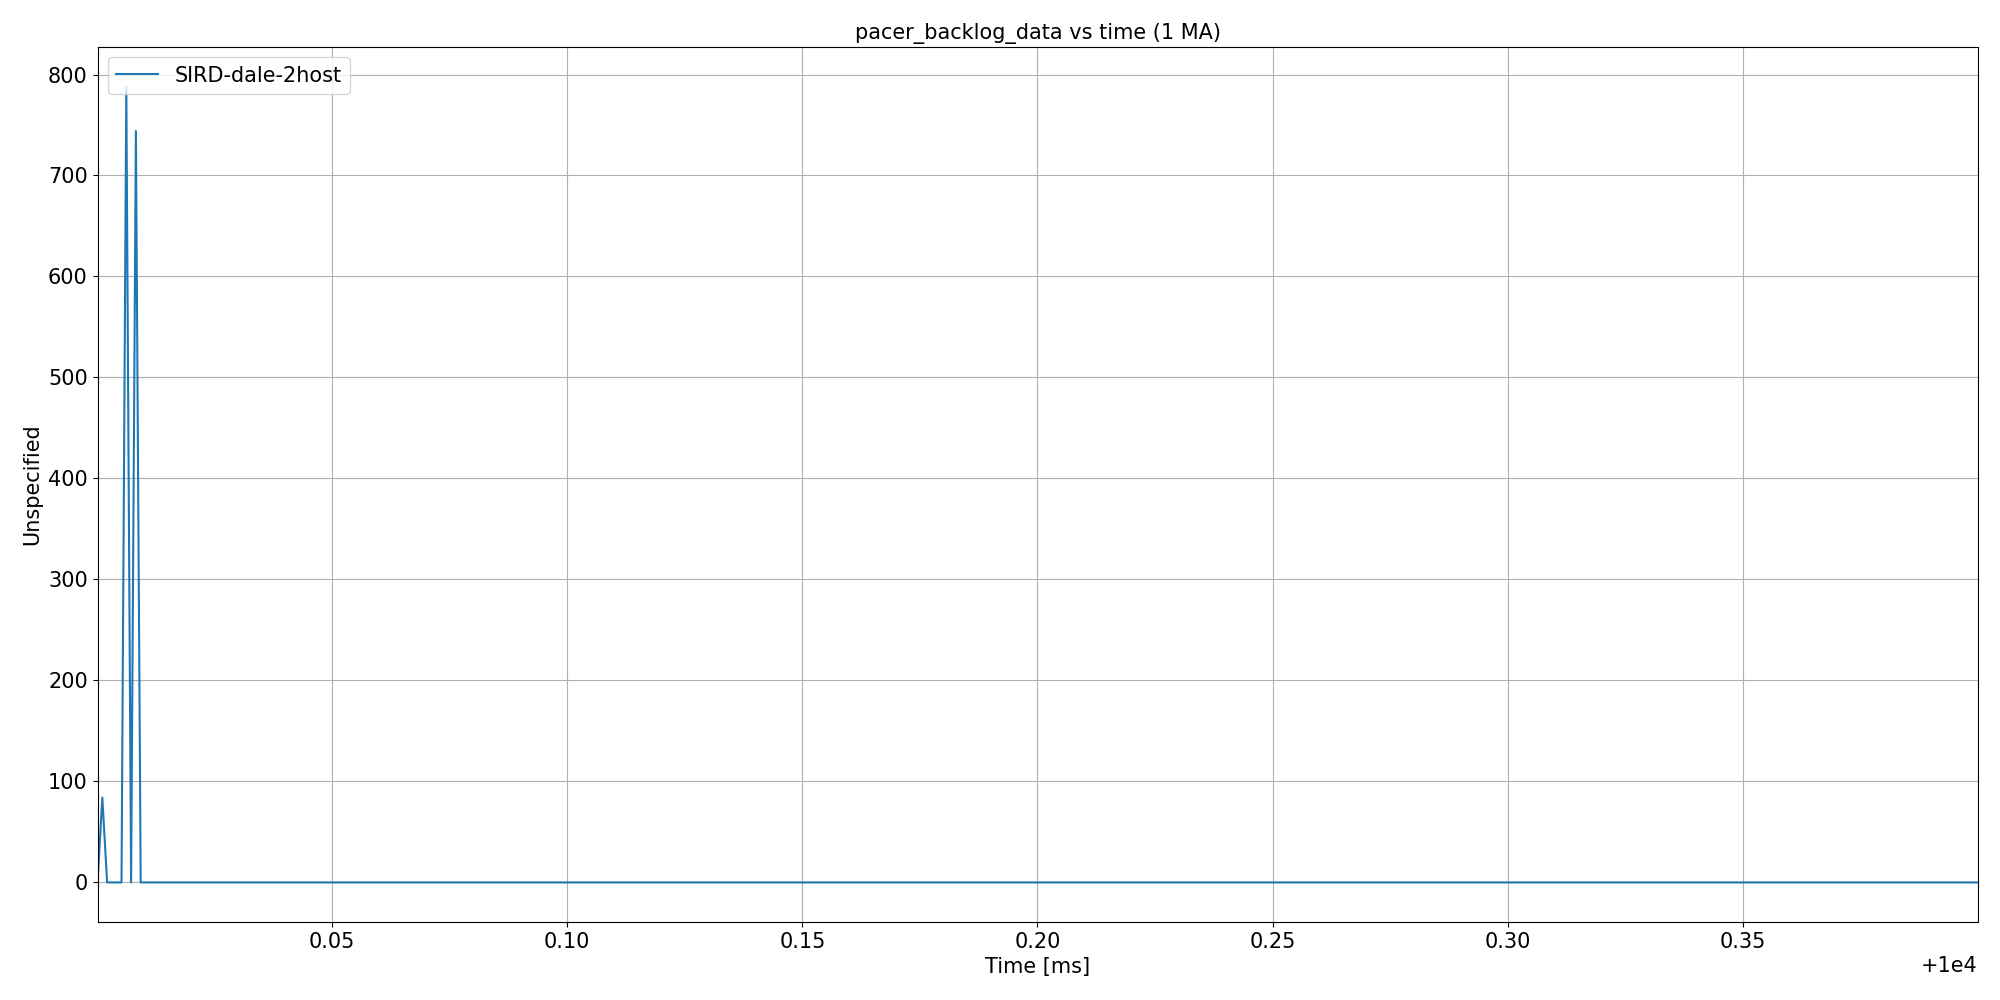 pacer_backlog_data vs time (1 MA)
SIRD-dale-2host
800
700
600
500
400
300
200
100
0
Unspecified
0.05 0.10 0.15 0.20 0.25 0.30 0.35
Time [ms]
+1e4